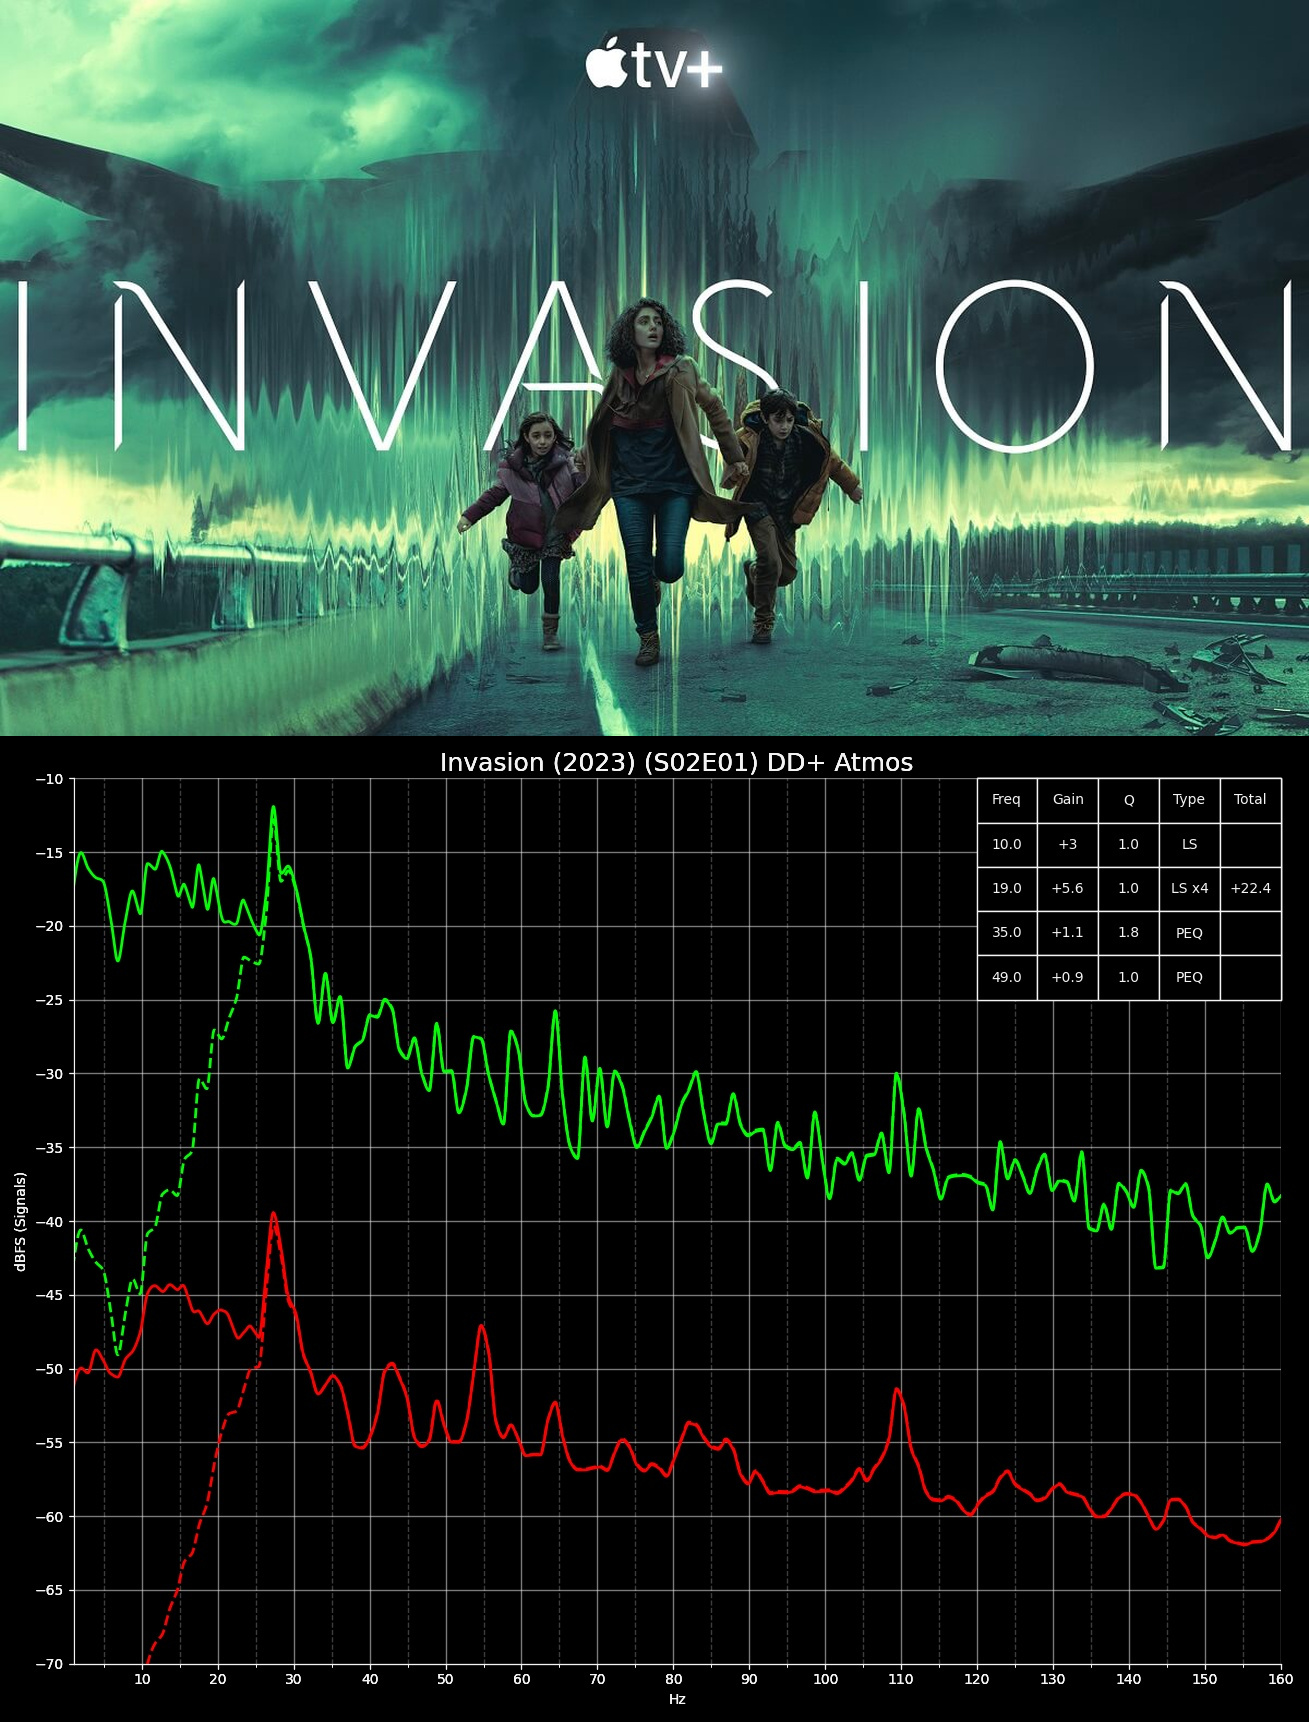 tv+
INVASION
Invasion (2023) (S02E01) DD+ Atmos
Freq Gain Q Type Total
10.0 +3 1.0 LS
19.0 +5.6 1.0 LS x4 +22.4
35.0 +1.1 1.8 PEQ
49.0 +0.9 1.0 PEQ
dBFS (Signals)
−10
−15
−20
−25
−30
−35
−40
−45
−50
−55
−60
−65
−70
10 20 30 40 50 60 70 80 90 100 110 120 130 140 150 160
Hz